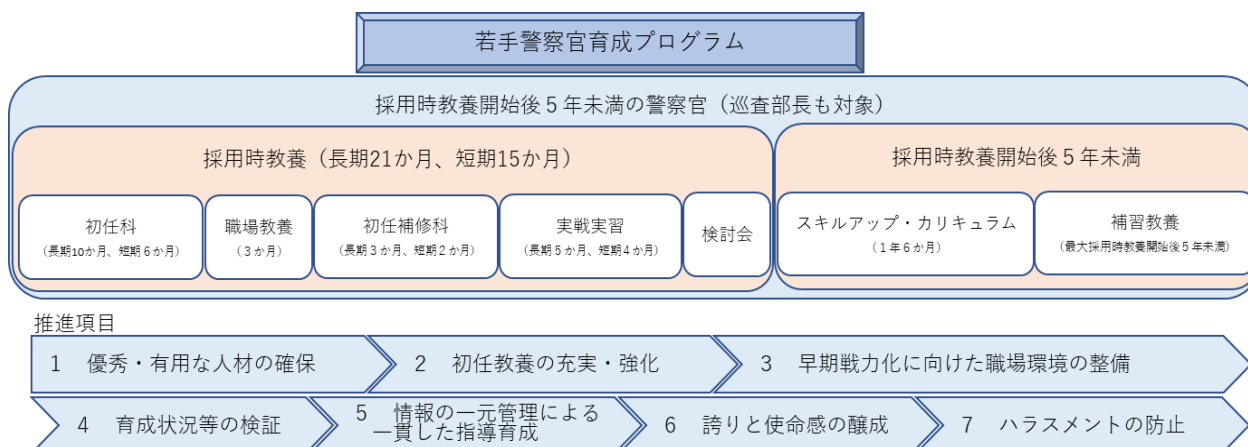 若手警察官育成プログラム
採用時教養開始後５年未満の警察官（巡査部長も対象）
採用時教養（長期21か月、短期15か月）
初任科
（長期10か月、短期６か月）
職場教養
（３か月）
初任補修科
（長期３か月、短期２か月）
実戦実習
（長期５か月、短期４か月）
検討会
採用時教養開始後５年未満
スキルアップ・カリキュラム
（１年６か月）
補習教養
（最大採用時教養開始後５年未満）
推進項目
1　優秀・有用な人材の確保
2　初任教養の充実・強化
3　早期戦力化に向けた職場環境の整備
4　育成状況等の検証
5　情報の一元管理による
一貫した指導育成
6　誇りと使命感の醸成
7　ハラスメントの防止